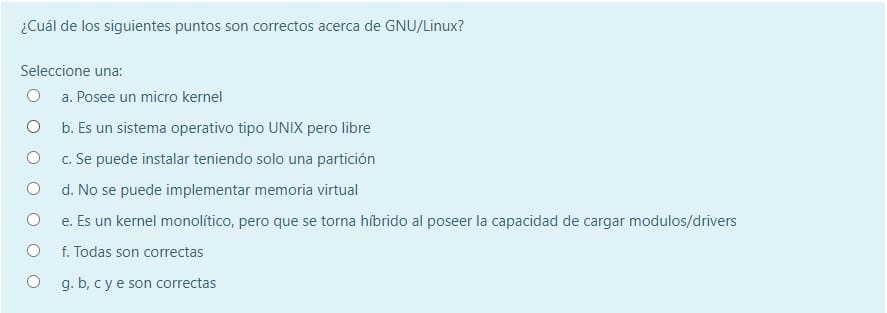 ¿Cuál de los siguientes puntos son correctos acerca de GNU/Linux?
Seleccione una:
a. Posee un micro kernel
b. Es un sistema operativo tipo UNIX pero libre
c. Se puede instalar teniendo solo una partición
d. No se puede implementar memoria virtual
e. Es un kernel monolítico, pero que se torna híbrido al poseer la capacidad de cargar modulos/drivers
f. Todas son correctas
g. b, c y e son correctas